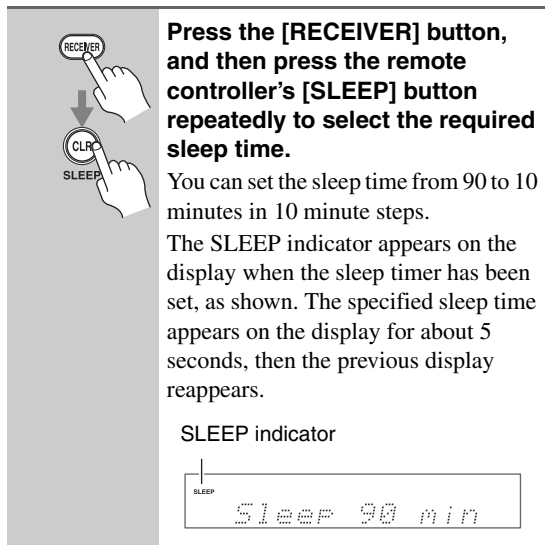 RECEIVER
CLR
SLEEP
Press the [RECEIVER] button,
and then press the remote
controller’s [SLEEP] button
repeatedly to select the required
sleep time.
You can set the sleep time from 90 to 10
minutes in 10 minute steps.
The SLEEP indicator appears on the
display when the sleep timer has been
set, as shown. The specified sleep time
appears on the display for about 5
seconds, then the previous display
reappears.
SLEEP indicator
SLEEP
Sleep 90 min